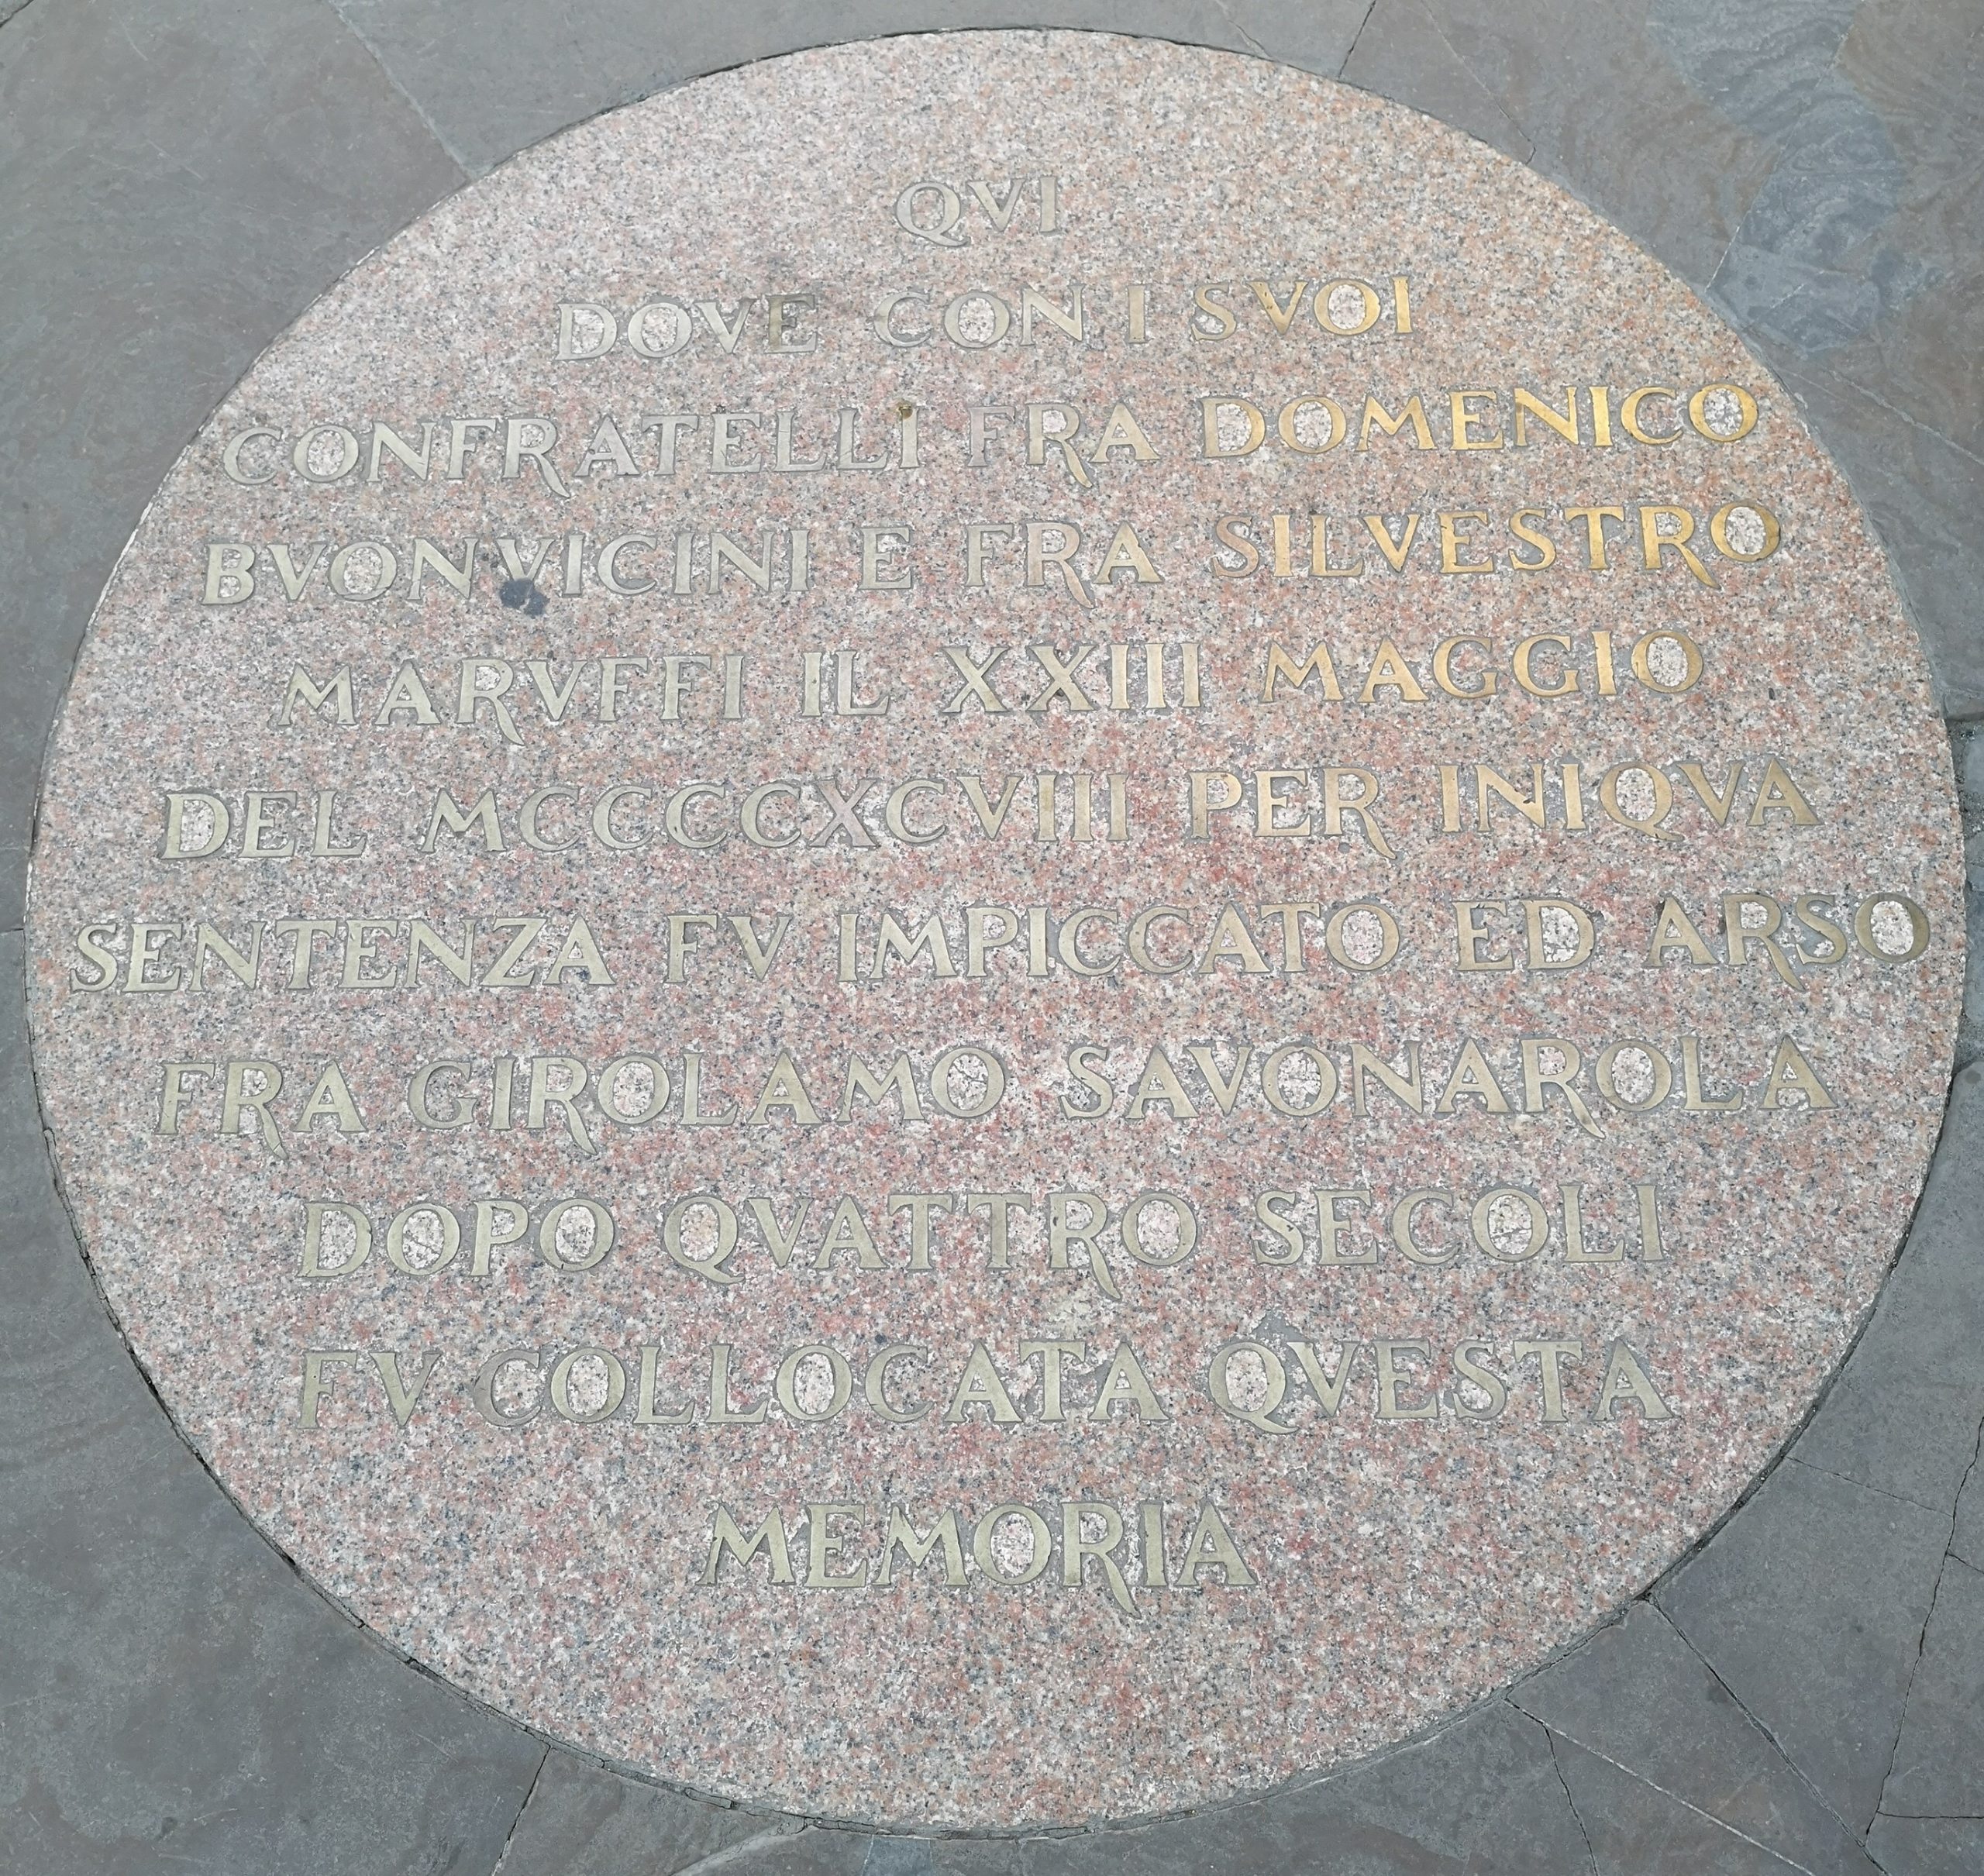 QVI
DOVE CON I SVOI
CONFRATELLI FRA DOMENICO
BVONVICINI E FRA SILVESTRO
MARVFFI IL XXIII MAGGIO
DEL MCCCCXCVIII PER INIQVA
SENTENZA FV IMPICCATO ED ARSO
FRA GIROLAMO SAVONAROLA
DOPO QVATTRO SECOLI
FV COLLOCATA QVESTA
MEMORIA